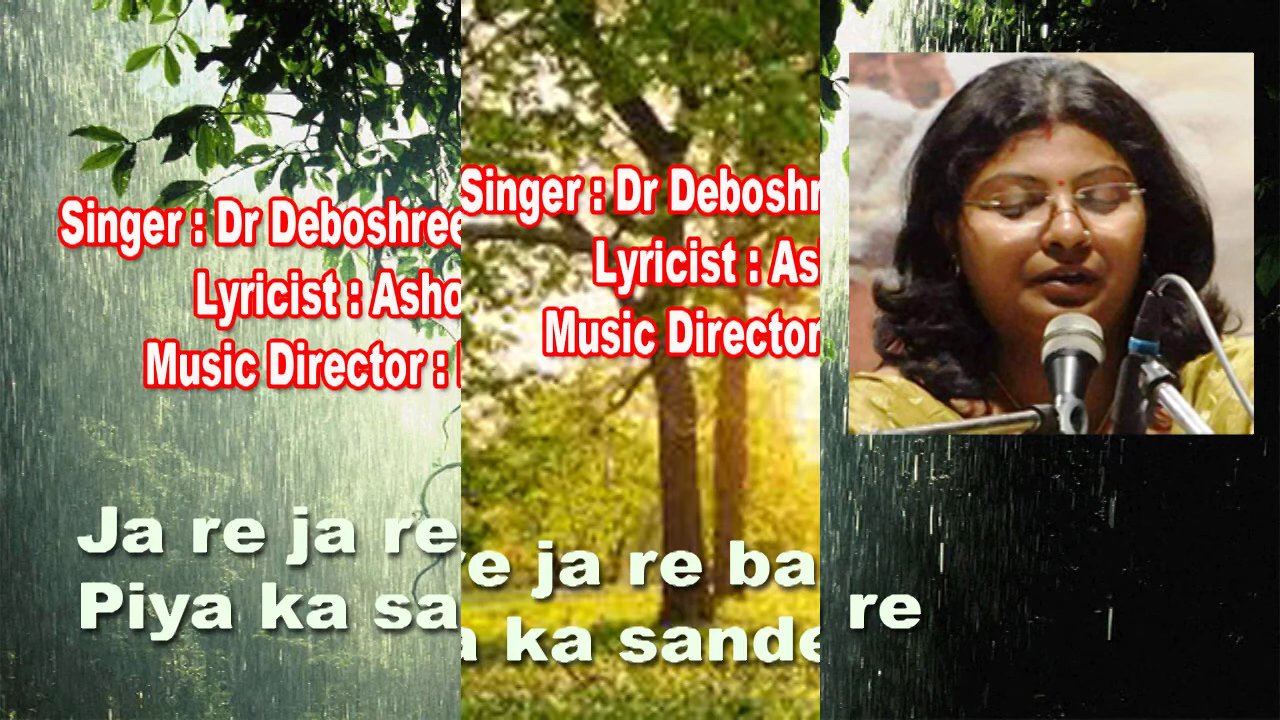 Singer : Dr Deboshree
Lyricist : Asho
Music Director :
Ja re ja re
Piya ka sa
Singer : Dr Deboshr
Lyricist : As
Music Director
re ja re ba
a ka sande
re